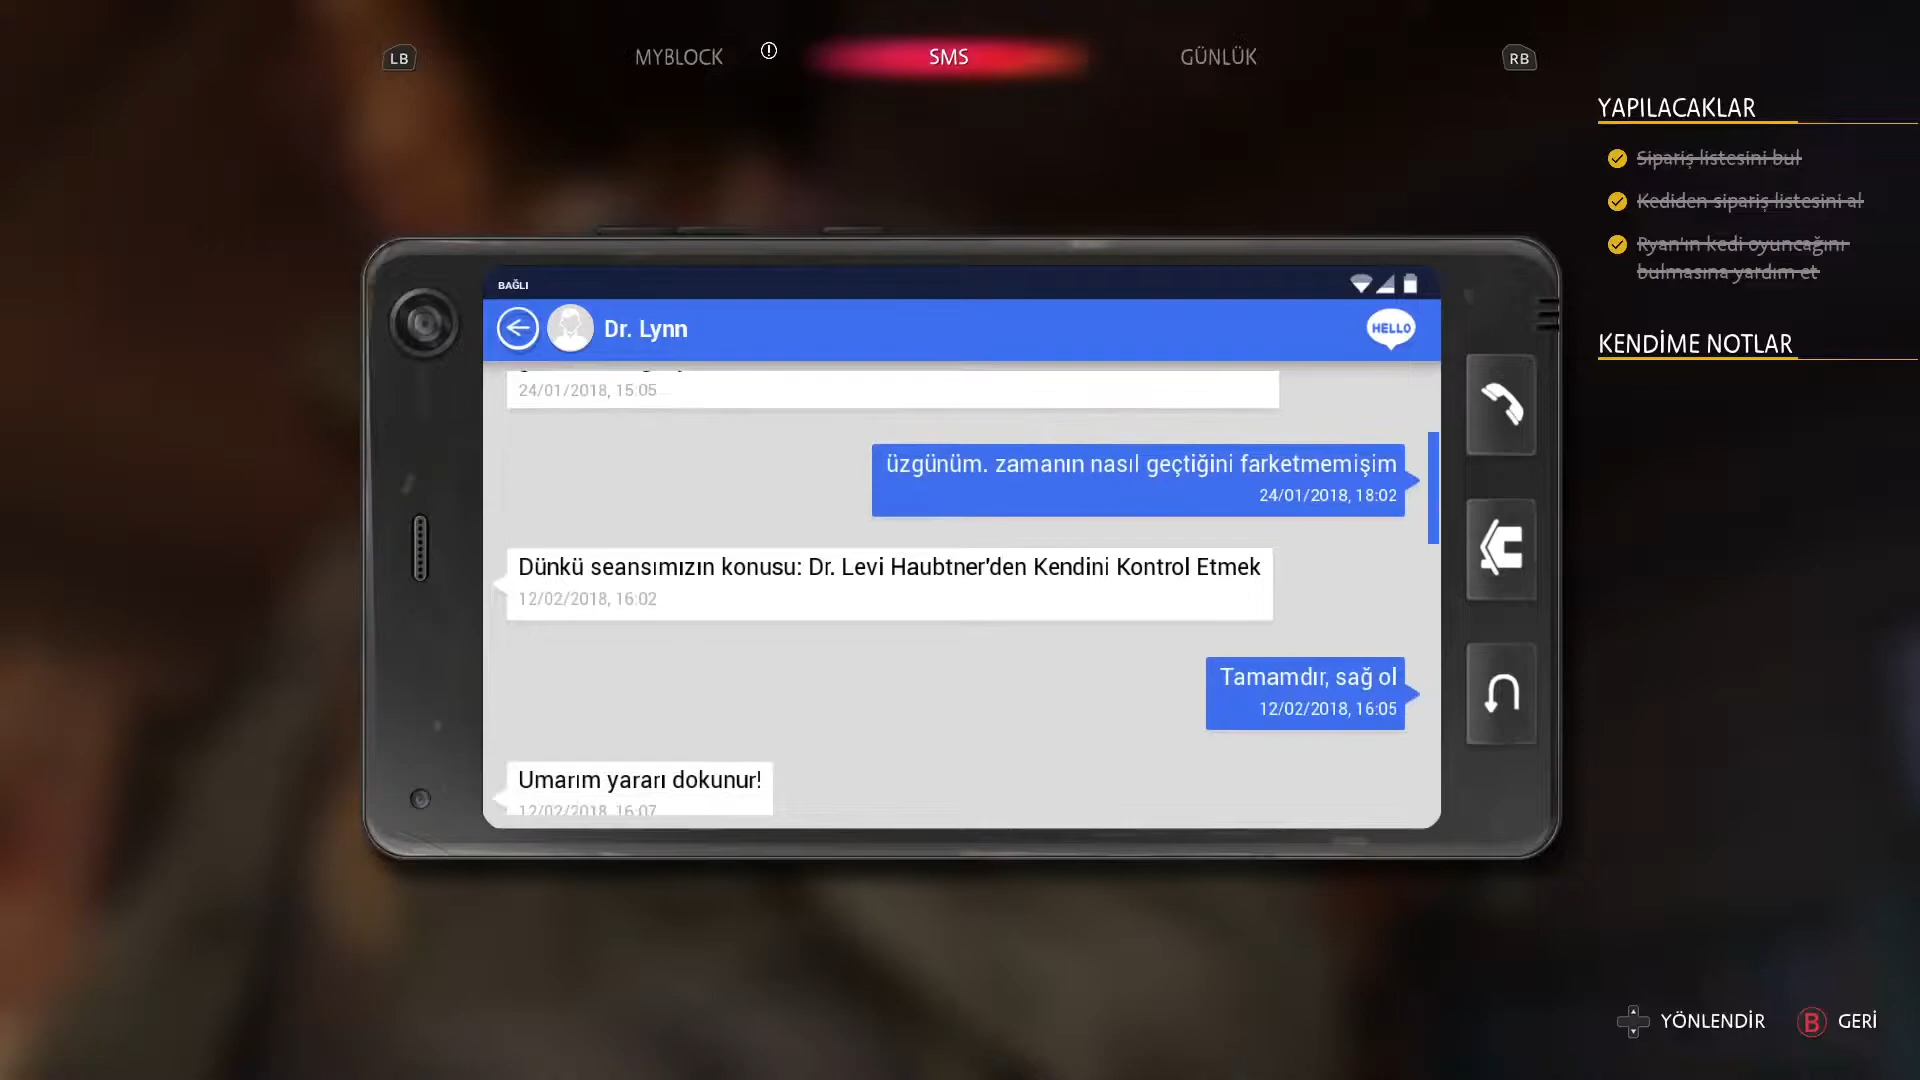 LB
MYBLOCK
SMS
GÜNLÜK
RB
YAPILACAKLAR
Sipariş listesini bul
Kediden sipariş listesini al
Ryan'ın kedi oyuncağını
bulmasına yardım et
KENDİME NOTLAR
BAĞLI
Dr. Lynn
HELLO
24/01/2018, 15:05
üzgünüm. zamanın nasıl geçtiğini farketmemişim
24/01/2018, 18:02
Dünkü seansımızın konusu: Dr. Levi Haubtner'den Kendini Kontrol Etmek
12/02/2018, 16:02
Tamamdır, sağ ol
12/02/2018, 16:05
Umarım yararı dokunur!
12/02/2018, 16:07
YÖNLENDİR
B GERİ